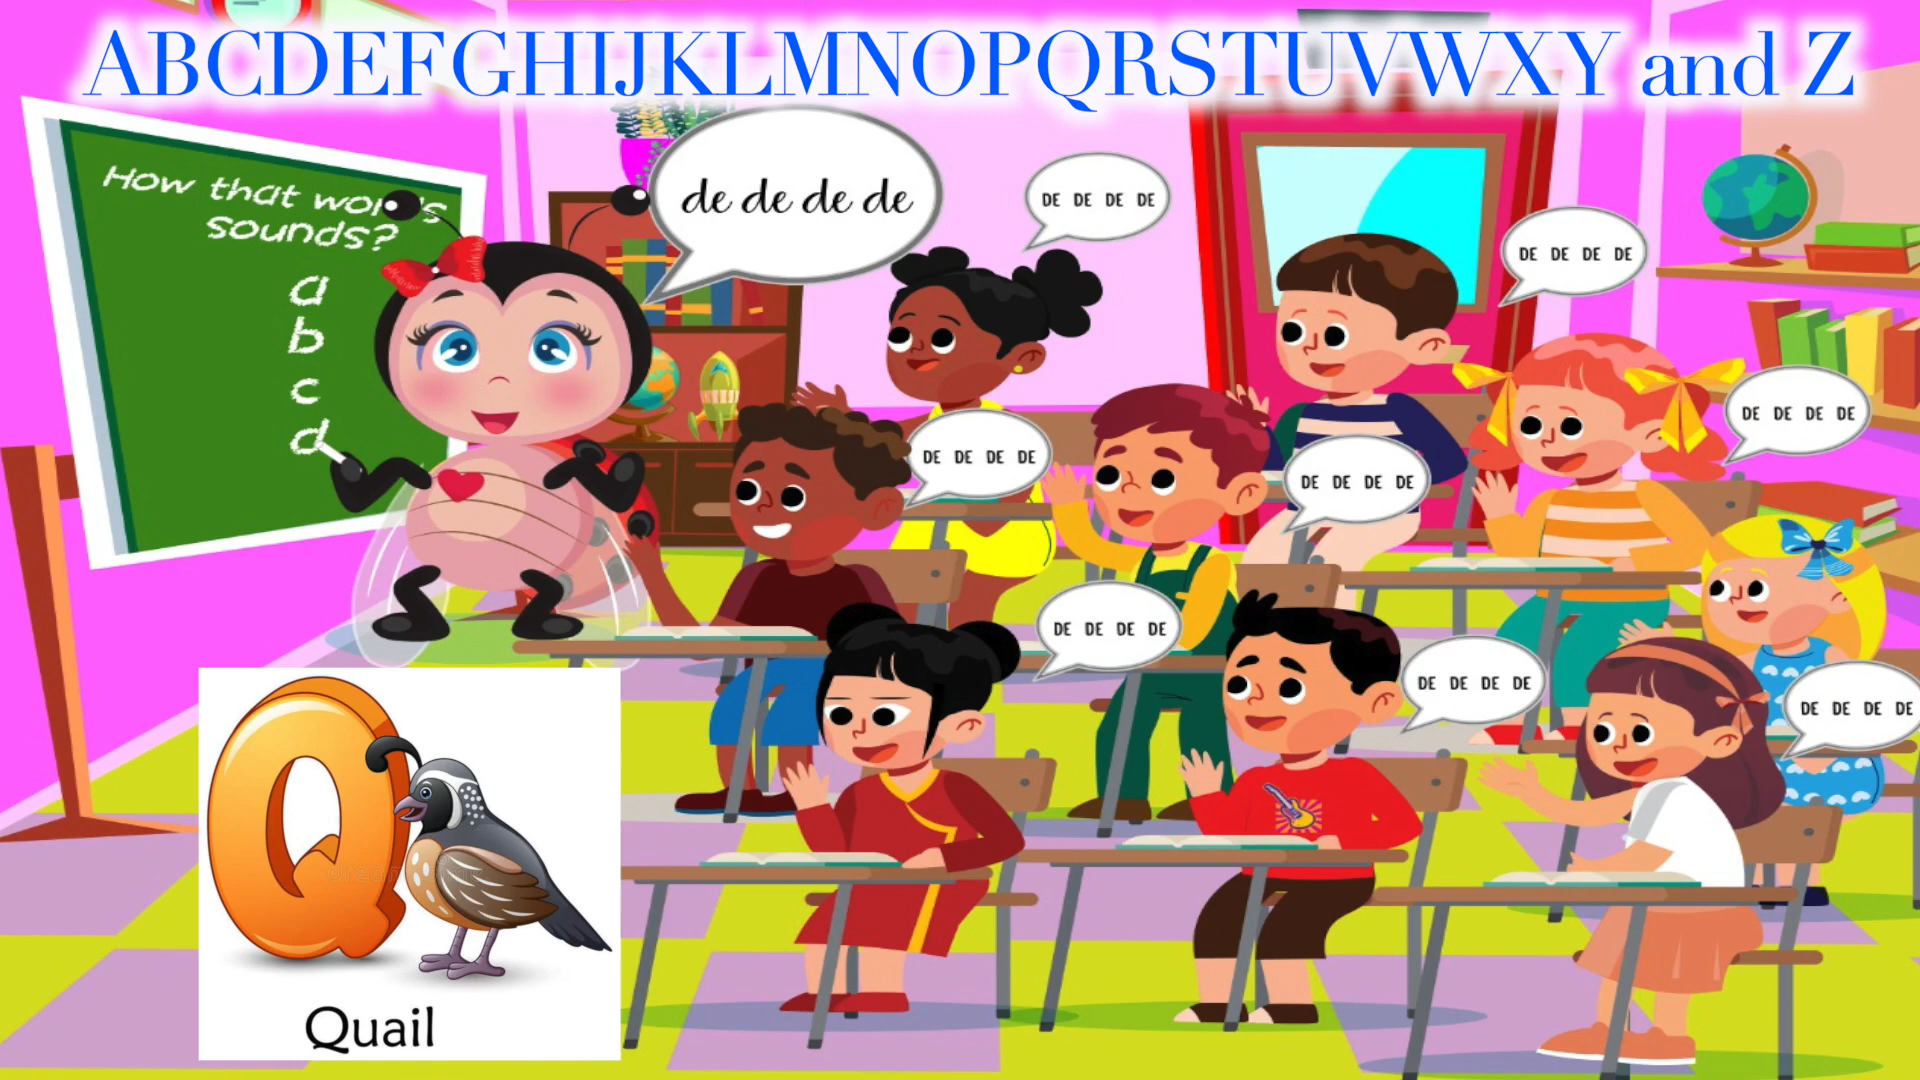 ABCDEFGHIJKLMNOPQRSTUVWXY and Z
How that words
sounds?
a
b
c
d
de de de de
DE DE DE DE
DE DE DE DE
DE DE DE DE
DE DE DE DE
DE DE DE DE
DE DE DE DE
DE DE DE DE
DE DE DE DE
Q
Quail